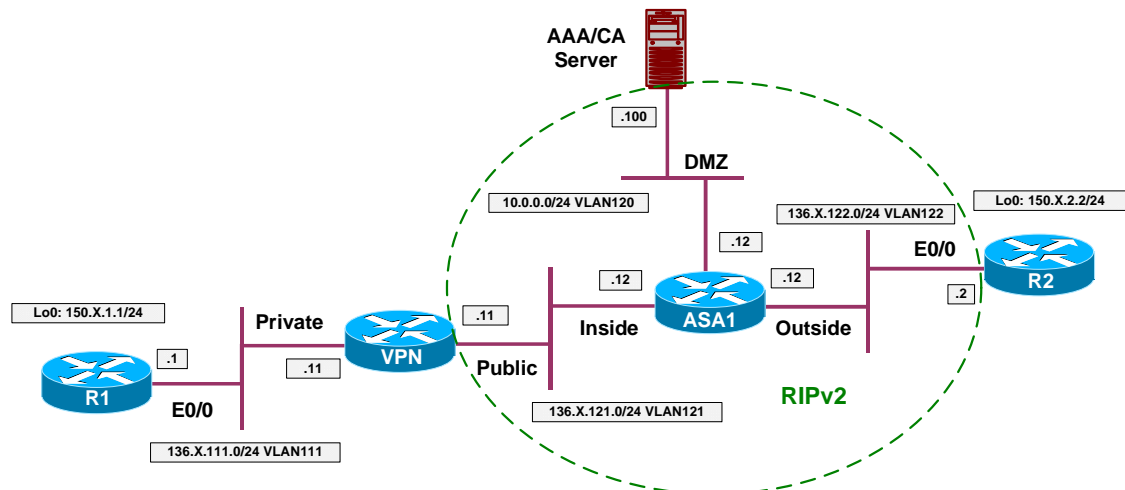 AAA/CA
Server
.100
DMZ
10.0.0.0/24 VLAN120
136.X.122.0/24 VLAN122
Lo0: 150.X.2.2/24
E0/0
.12
.12
.12
R2
.2
ASA1
Lo0: 150.X.1.1/24
Private
.11
Inside
Outside
.1
VPN
.11
Public
R1
E0/0
RIPv2
136.X.121.0/24 VLAN121
136.X.111.0/24 VLAN111